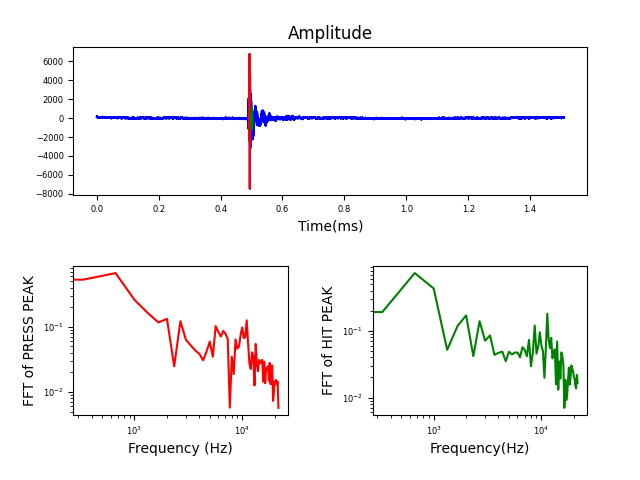 Amplitude
6000
4000
2000
0
−2000
−4000
−6000
−8000
0.0 0.2 0.4 0.6 0.8 1.0 1.2 1.4
Time(ms)
FFT of PRESS PEAK
10⁻¹
10⁻²
10³ 10⁴
Frequency (Hz)
FFT of HIT PEAK
10⁻¹
10⁻²
10³ 10⁴
Frequency(Hz)